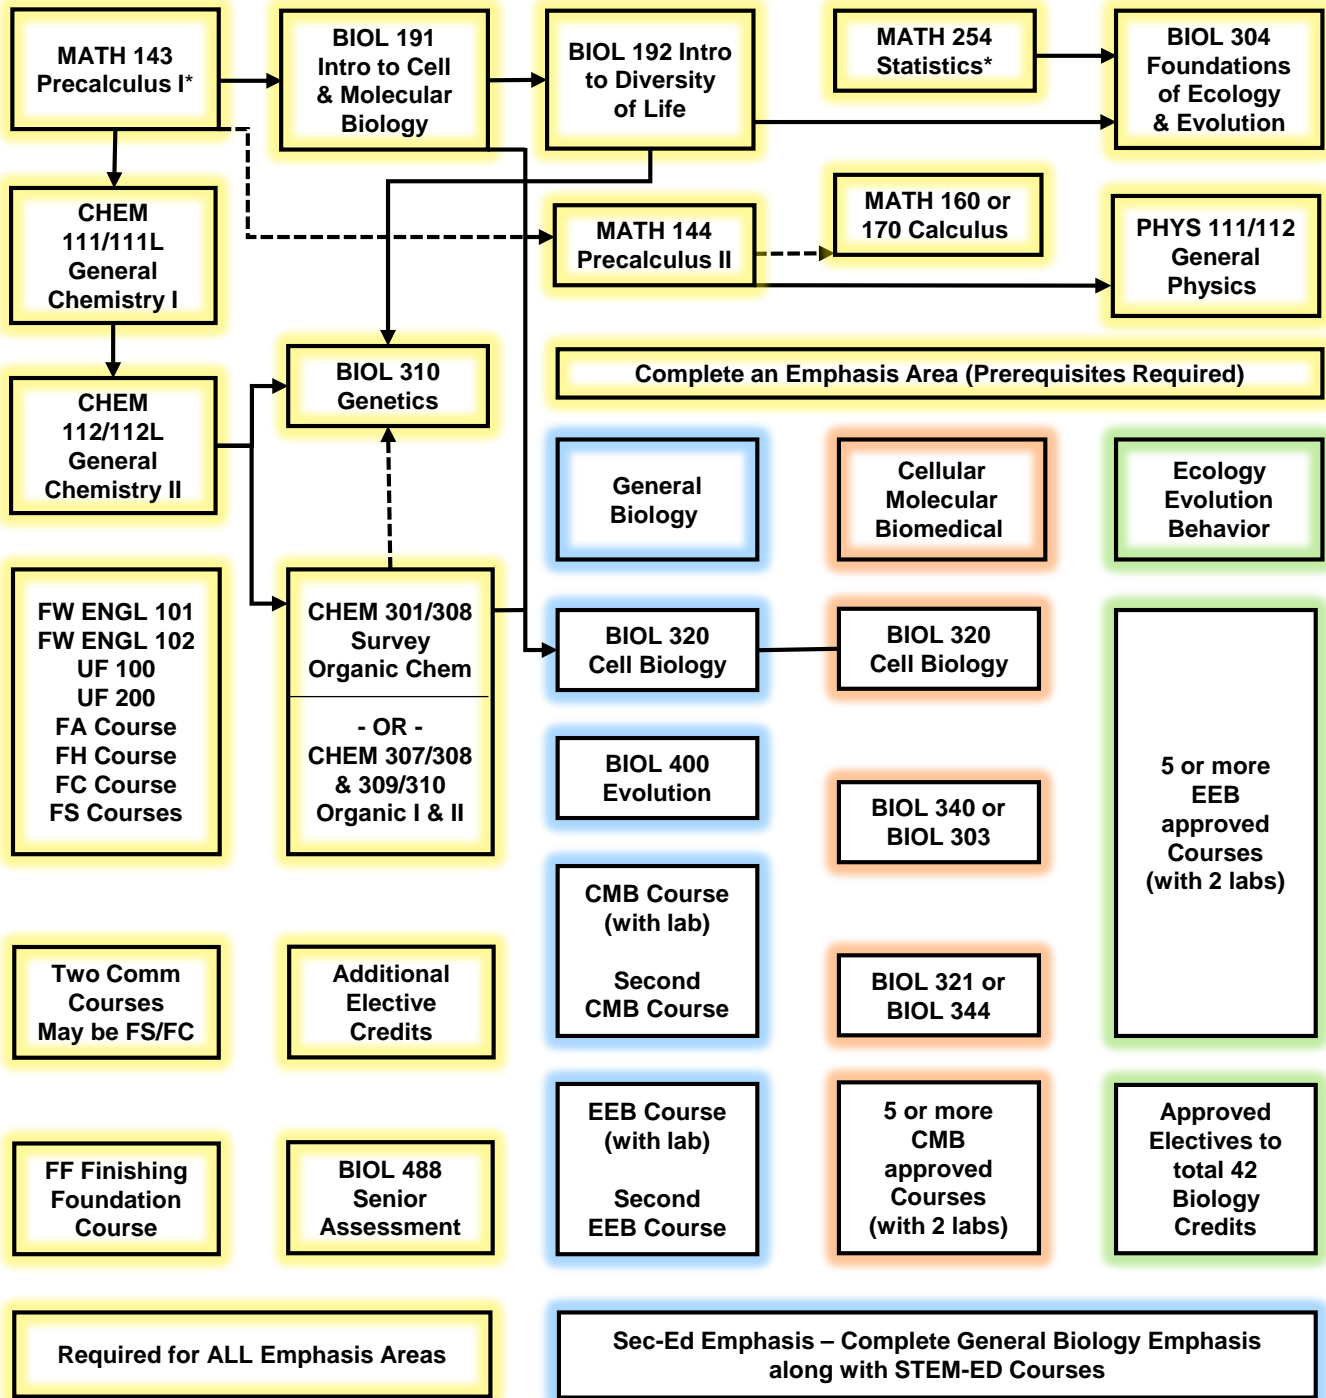 MATH 143
Precalculus I*
BIOL 191
Intro to Cell
& Molecular
Biology
BIOL 192 Intro
to Diversity
of Life
MATH 254
Statistics*
BIOL 304
Foundations
of Ecology
& Evolution
CHEM
111/111L
General
Chemistry I
MATH 144
Precalculus II
MATH 160 or
170 Calculus
PHYS 111/112
General
Physics
CHEM
112/112L
General
Chemistry II
BIOL 310
Genetics
Complete an Emphasis Area (Prerequisites Required)
General
Biology
Cellular
Molecular
Biomedical
Ecology
Evolution
Behavior
FW ENGL 101
FW ENGL 102
UF 100
UF 200
FA Course
FH Course
FC Course
FS Courses
CHEM 301/308
Survey
Organic Chem
- OR -
CHEM 307/308
& 309/310
Organic I & II
BIOL 320
Cell Biology
BIOL 320
Cell Biology
5 or more
EEB
approved
Courses
(with 2 labs)
BIOL 400
Evolution
BIOL 340 or
BIOL 303
CMB Course
(with lab)
Second
CMB Course
BIOL 321 or
BIOL 344
Two Comm
Courses
May be FS/FC
Additional
Elective
Credits
EEB Course
(with lab)
Second
EEB Course
5 or more
CMB
approved
Courses
(with 2 labs)
Approved
Electives to
total 42
Biology
Credits
FF Finishing
Foundation
Course
BIOL 488
Senior
Assessment
Required for ALL Emphasis Areas
Sec-Ed Emphasis – Complete General Biology Emphasis
along with STEM-ED Courses